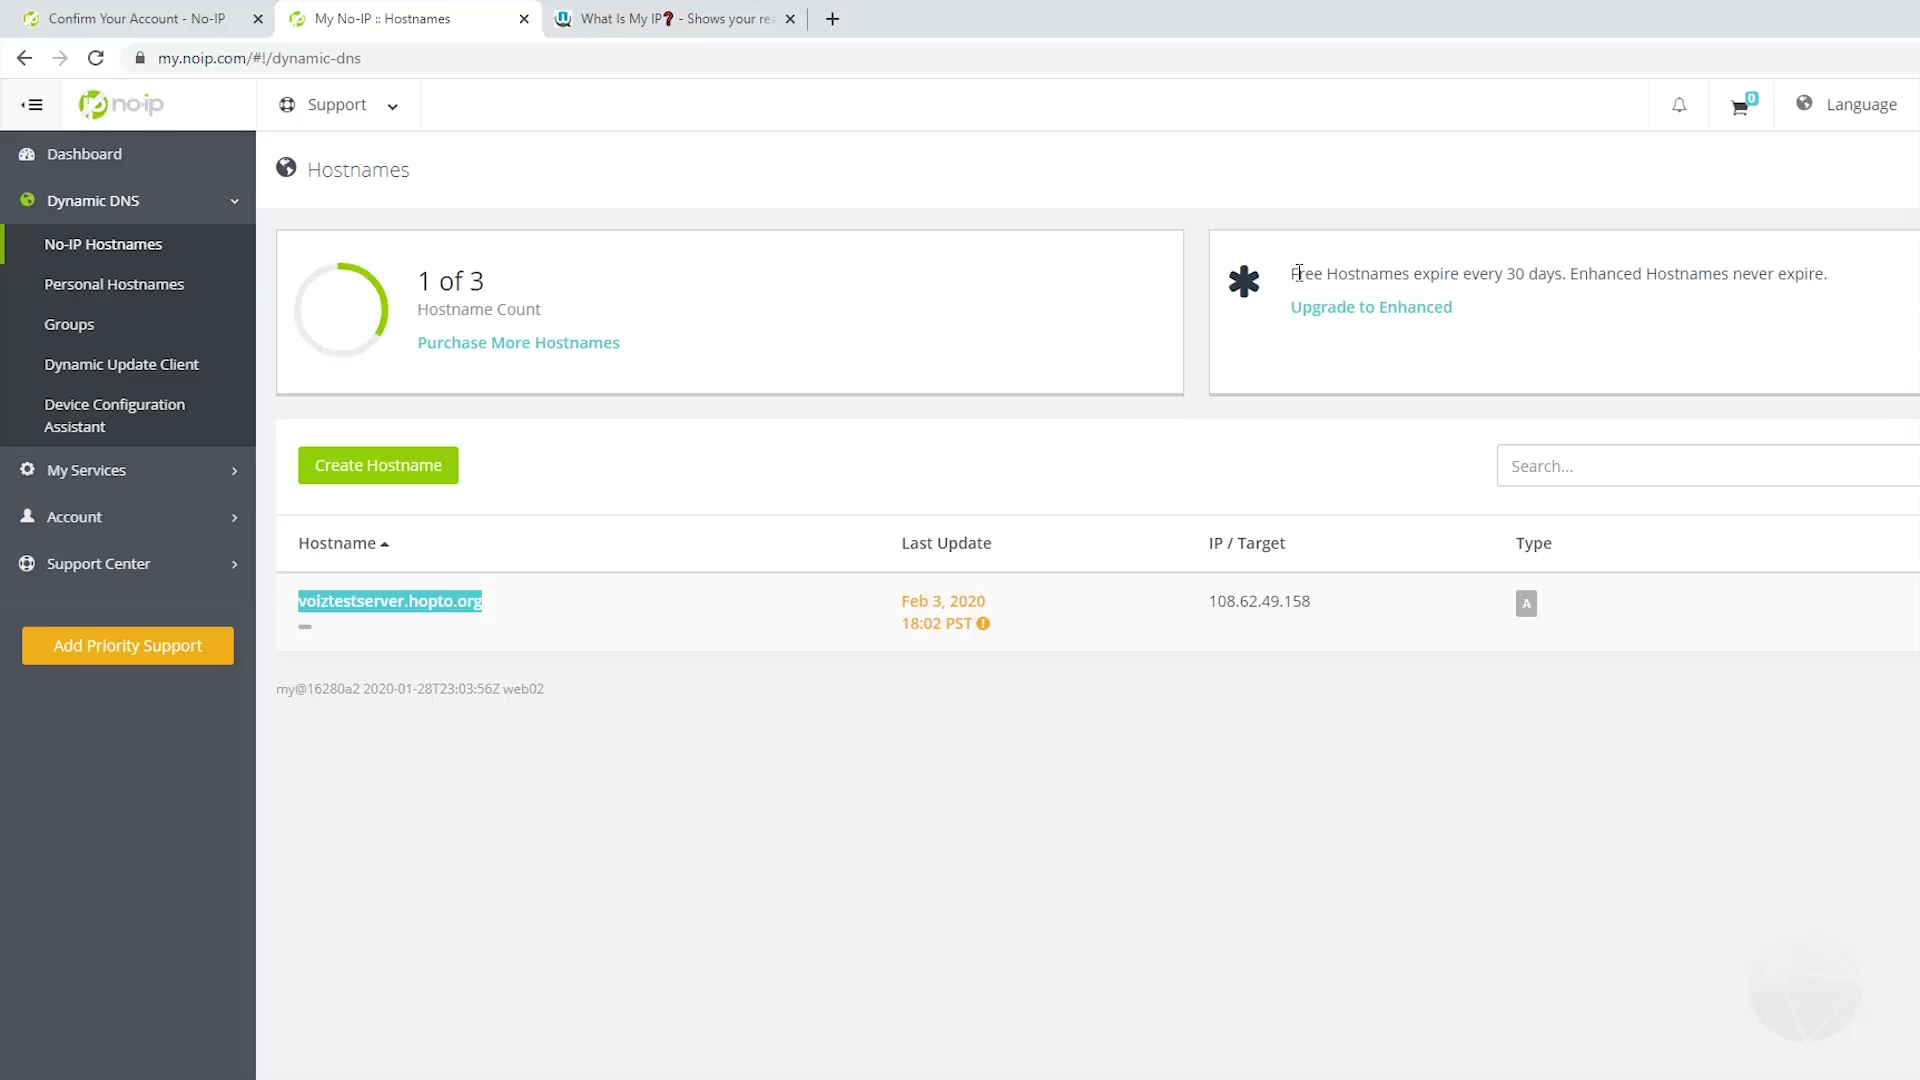 Confirm Your Account - No-IP
My No-IP :: Hostnames
What Is My IP❓ - Shows your rea
my.noip.com/#!/dynamic-dns
no-ip
Support
0
Language
Dashboard
Dynamic DNS
No-IP Hostnames
Personal Hostnames
Groups
Dynamic Update Client
Device Configuration
Assistant
My Services
Account
Support Center
Add Priority Support
Hostnames
1 of 3
Hostname Count
Purchase More Hostnames
Free Hostnames expire every 30 days. Enhanced Hostnames never expire.
Upgrade to Enhanced
Create Hostname
Search...
Hostname
Last Update
IP / Target
Type
voiztestserver.hopto.org
Feb 3, 2020
18:02 PST
108.62.49.158
A
my@16280a2 2020-01-28T23:03:56Z web02